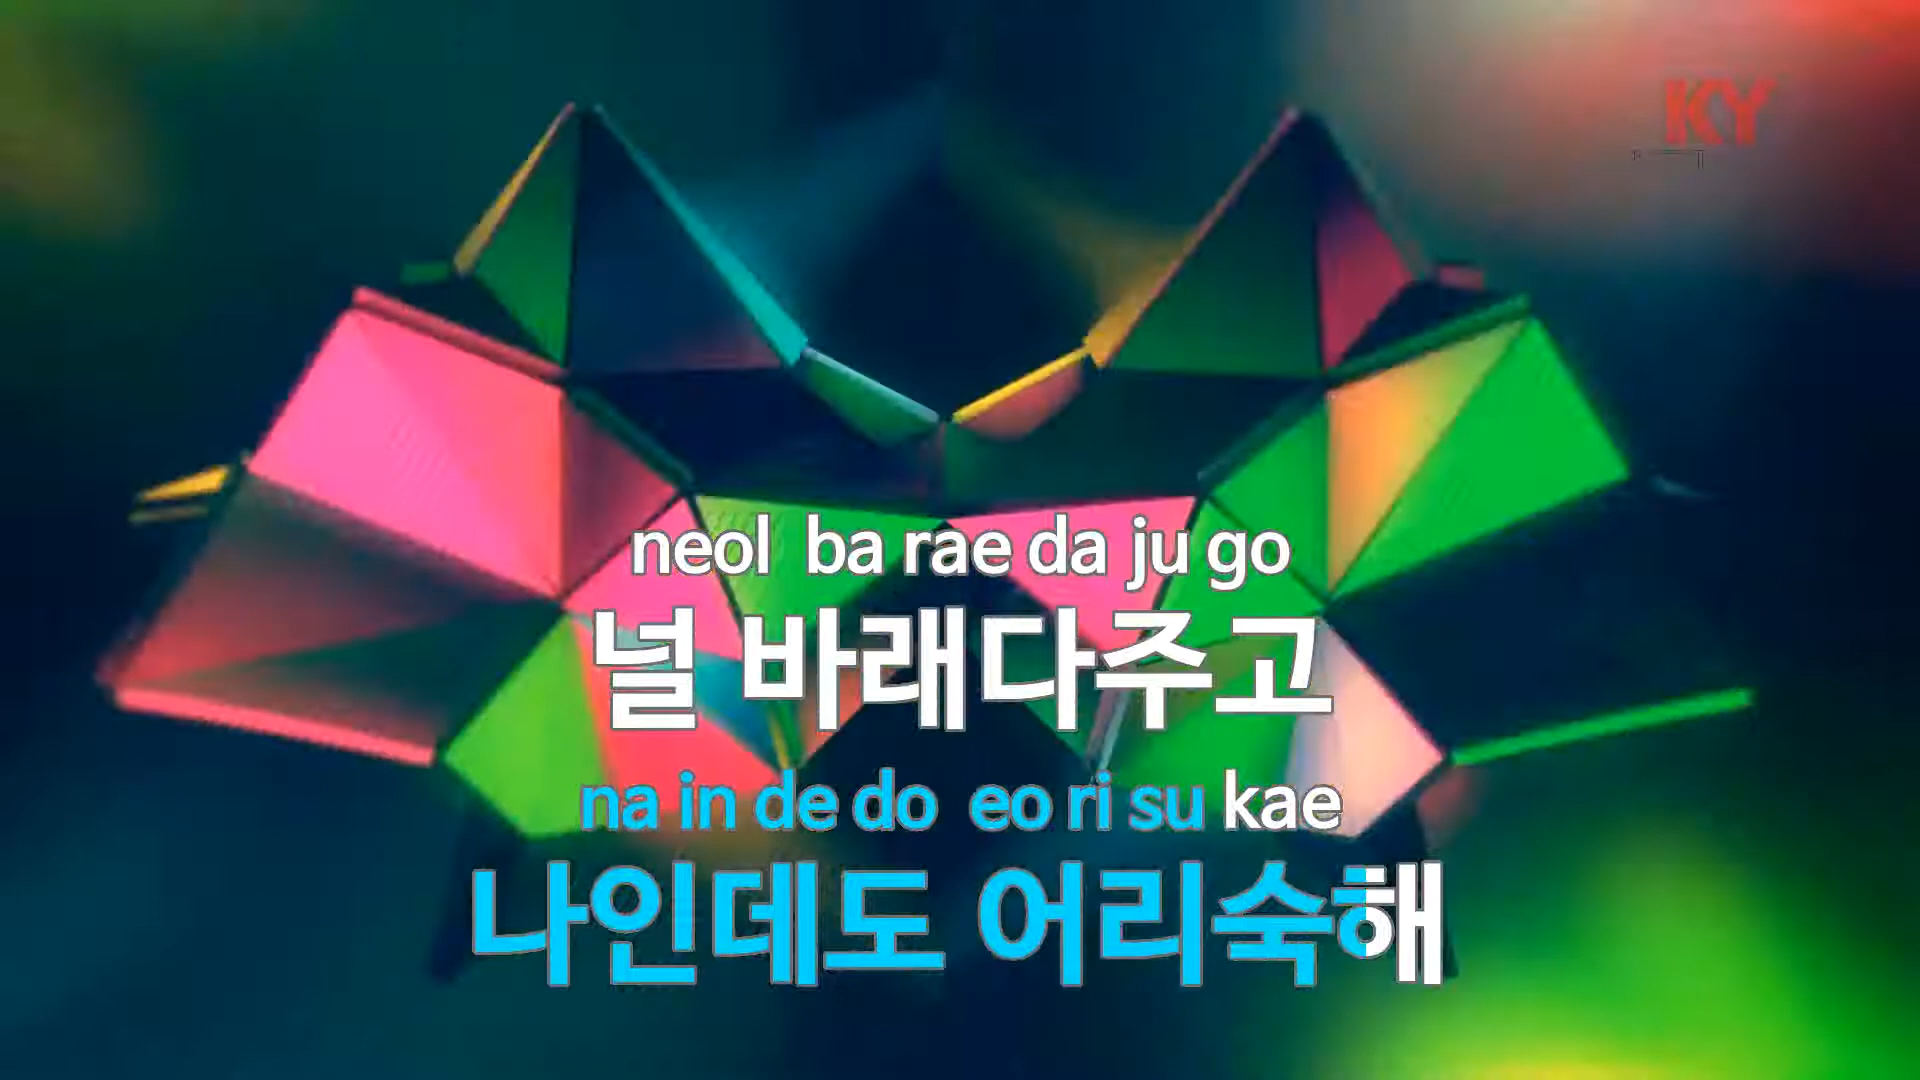 KY
neol ba rae da ju go
널 바래다주고
na in de do eo ri su kae
나인데도 어리숙해